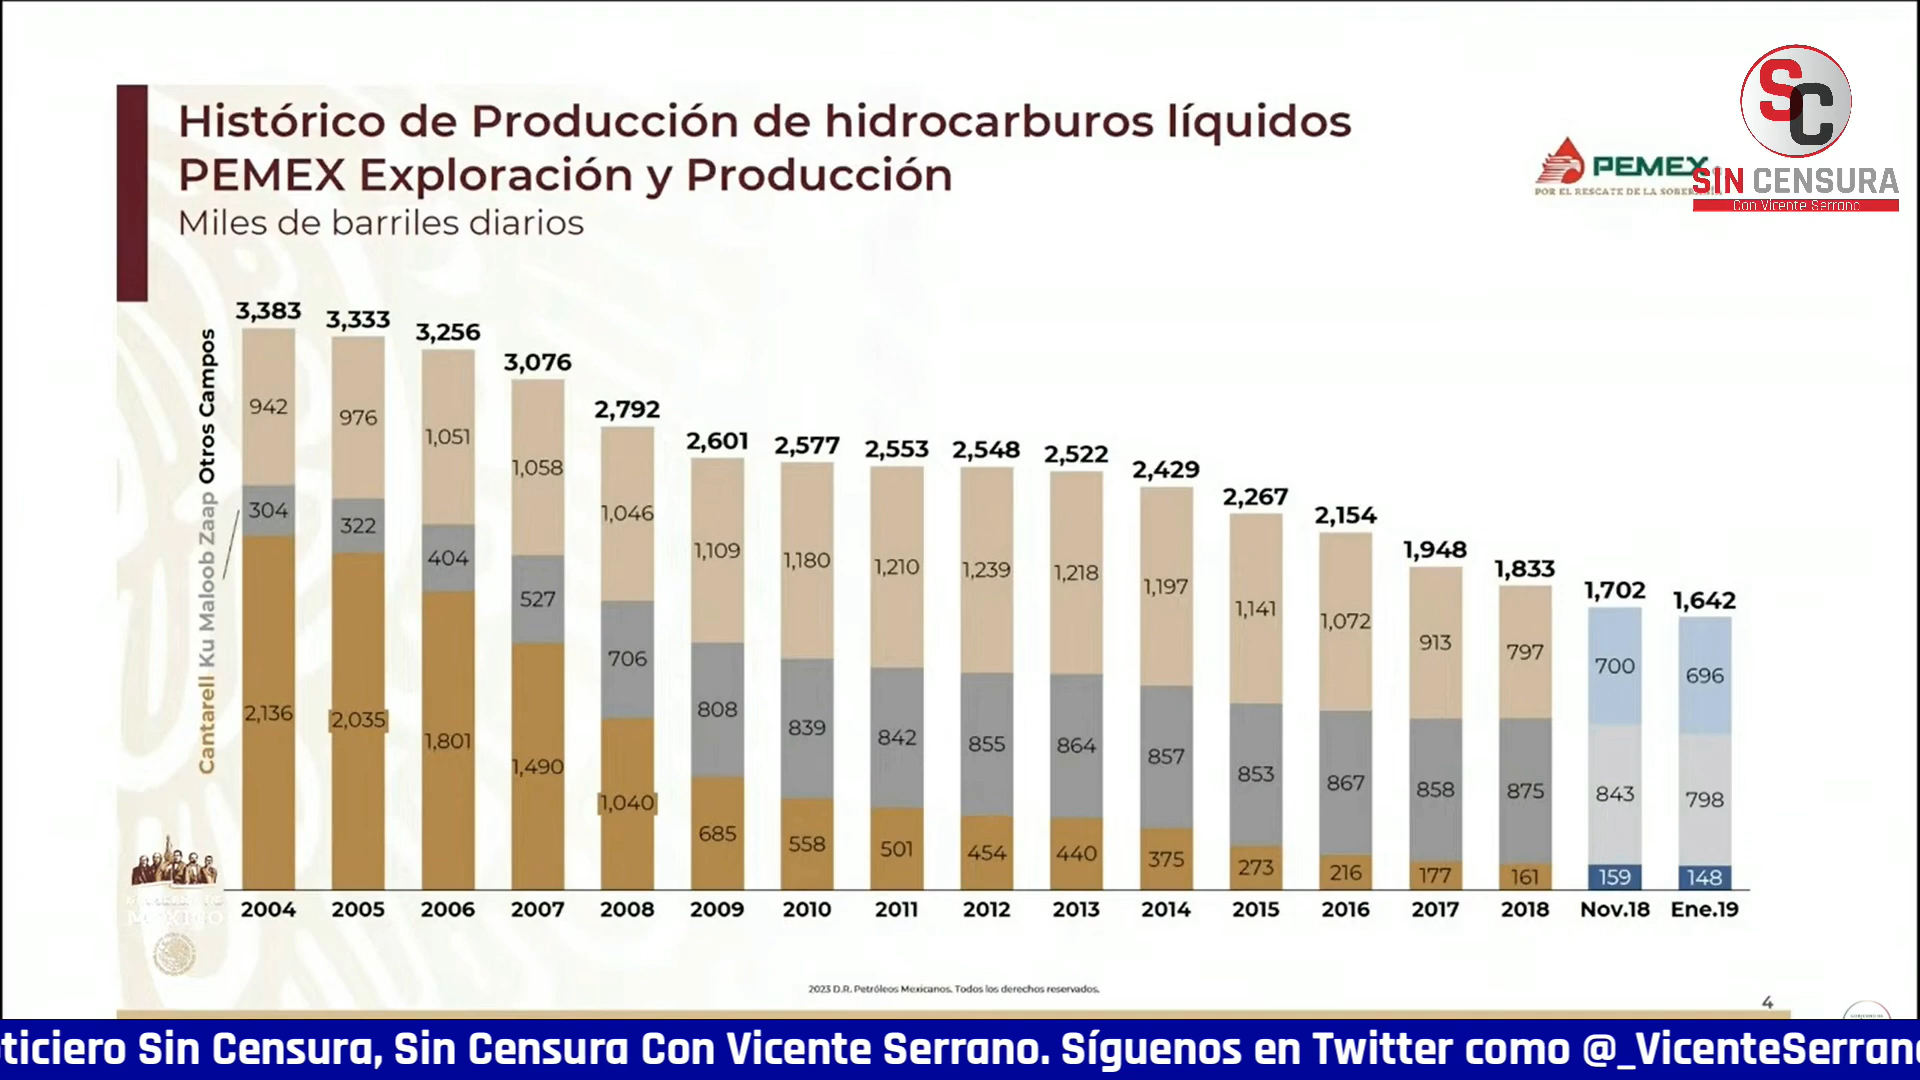 Histórico de Producción de hidrocarburos líquidos
PEMEX Exploración y Producción
Miles de barriles diarios
PEMEX
POR EL RESCATE DE LA
SC
SIN CENSURA
Con Vicente Serrano
Cantarell Ku Maloob Zaap Otros Campos
3,383 3,333 3,256 3,076 2,792 2,601 2,577 2,553 2,548 2,522 2,429 2,267 2,154 1,948 1,833 1,702 1,642
942 976 1,051 1,058 1,046 1,109 1,180 1,210 1,239 1,218 1,197 1,141 1,072 913 797 700 696
304 322 404 527 706 808 839 842 855 864 857 853 867 858 875 843 798
2,136 2,035 1,801 1,490 1,040 685 558 501 454 440 375 273 216 177 161 159 148
2004 2005 2006 2007 2008 2009 2010 2011 2012 2013 2014 2015 2016 2017 2018 Nov.18 Ene.19
MÉXICO
2023 D.R. Petróleos Mexicanos. Todos los derechos reservados.
4
ticiero Sin Censura, Sin Censura Con Vicente Serrano. Síguenos en Twitter como @_VicenteSerran